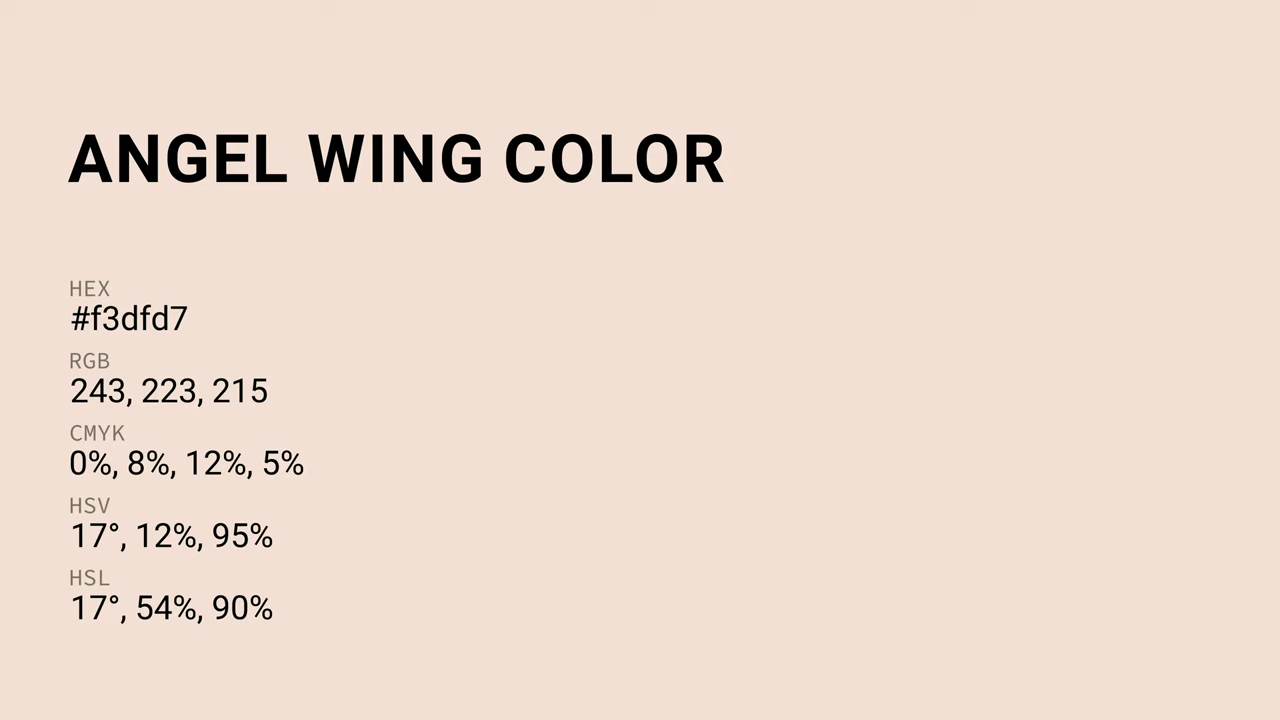 ANGEL WING COLOR
HEX
#f3dfd7
RGB
243, 223, 215
CMYK
0%, 8%, 12%, 5%
HSV
17°, 12%, 95%
HSL
17°, 54%, 90%